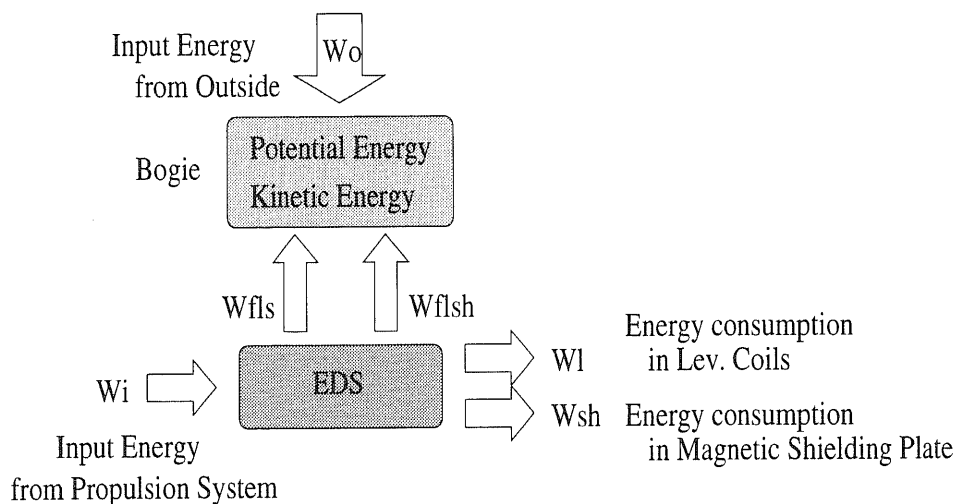 Input Energy
from Outside
Wo
Bogie
Potential Energy
Kinetic Energy
Wfls
Wflsh
Wi
EDS
Wl
Energy consumption
in Lev. Coils
Wsh
Energy consumption
in Magnetic Shielding Plate
Input Energy
from Propulsion System